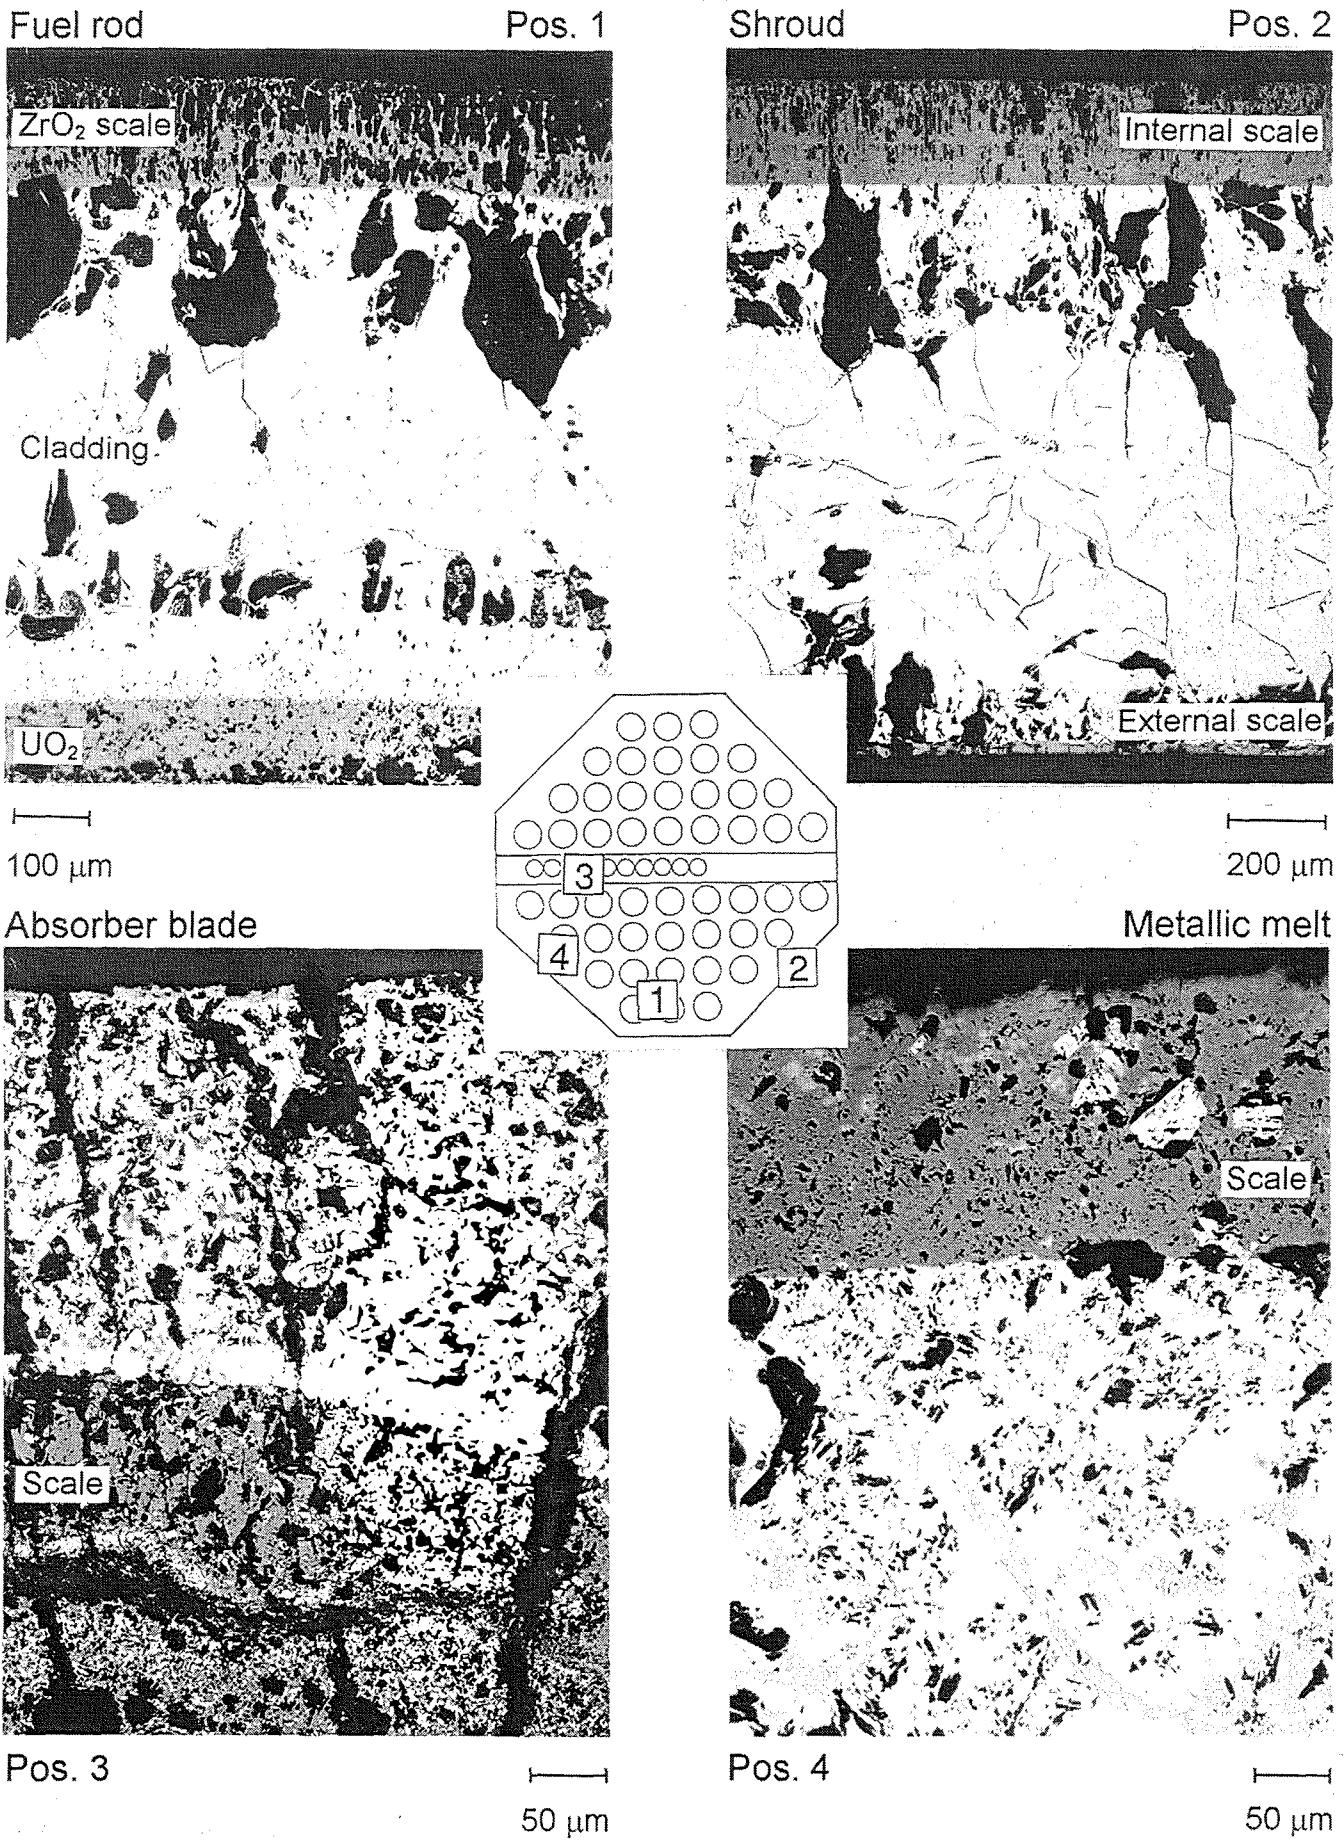 Fuel rod Pos. 1
Shroud Pos. 2
ZrO₂ scale
Internal scale
Cladding
UO₂
External scale
100 µm
200 µm
3
4
2
1
Absorber blade
Metallic melt
Scale
Scale
Pos. 3
50 µm
Pos. 4
50 µm